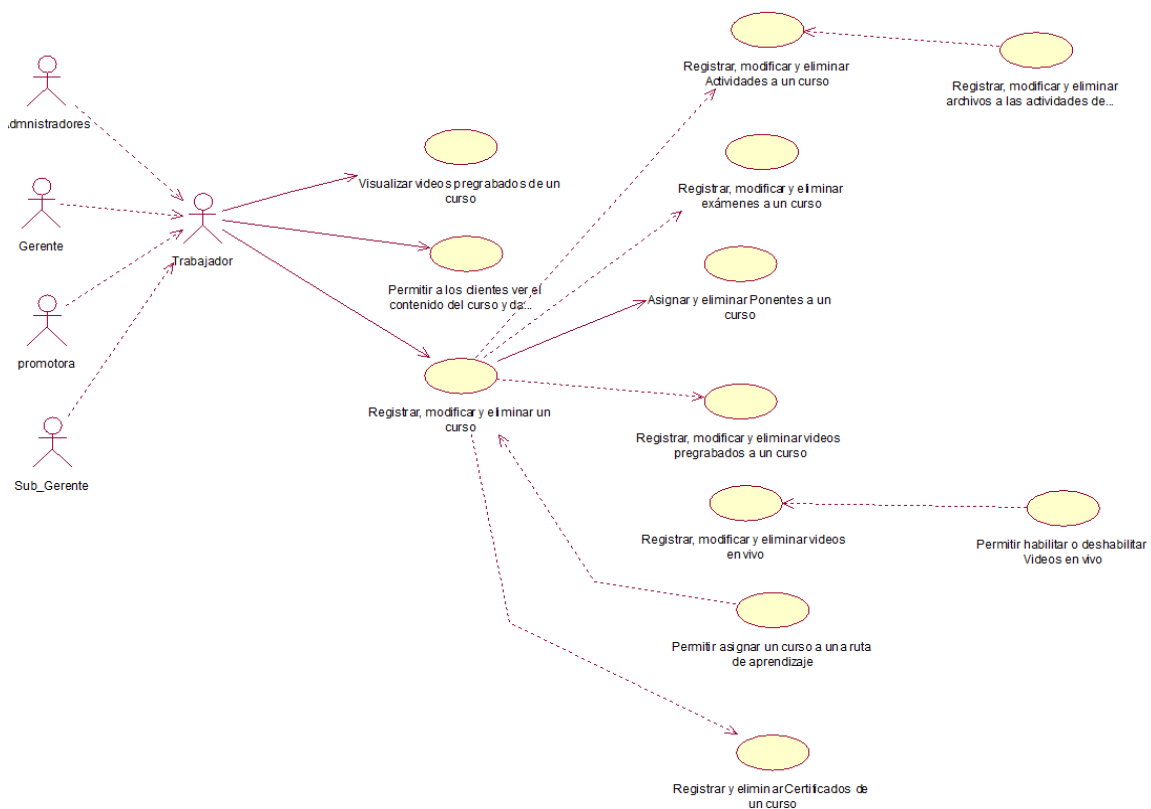 Registrar, modificar y eliminar
Actividades a un curso
Registrar, modificar y eliminar
archivos a las actividades de...
dmnistradores
Visualizar videos pregrabados de un
curso
Registrar, modificar y eliminar
exámenes a un curso
Gerente
Trabajador
Permitir a los clientes ver el
contenido del curso y da...
Asignar y eliminar Ponentes a un
curso
promotora
Registrar, modificar y eliminar un
curso
Registrar, modificar y eliminar videos
pregrabados a un curso
Sub_Gerente
Registrar, modificar y eliminar videos
en vivo
Permitir habilitar o deshabilitar
Videos en vivo
Permitir asignar un curso a una ruta
de aprendizaje
Registrar y eliminar Certificados de
un curso